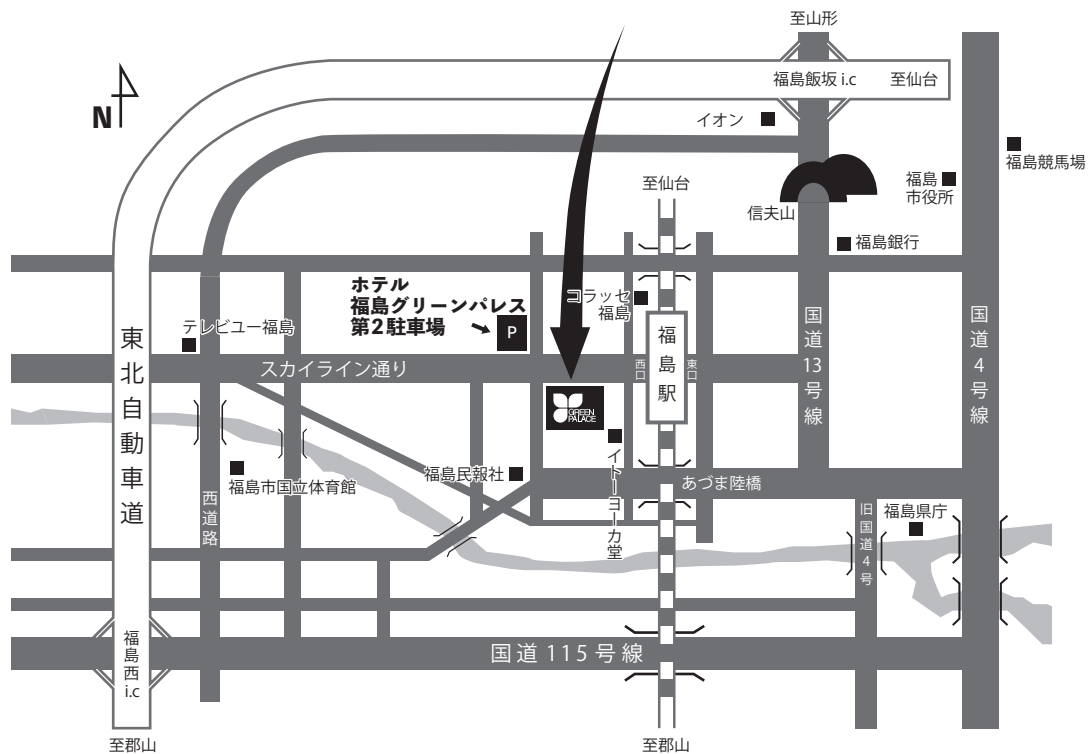 至山形
福島飯坂 i.c
至仙台
イオン
N
福島競馬場
福島
市役所
至仙台
信夫山
福島銀行
ホテル
福島グリーンパレス
第2駐車場
P
コラッセ
福島
テレビユー福島
東北自動車道
スカイライン通り
西口
福島駅
東口
国道13号線
国道4号線
GREEN
PALACE
イトーヨーカ堂
福島民報社
あづま陸橋
福島市国立体育館
西道路
旧国道4号
福島県庁
福島西
i.c
国道115号線
至郡山
至郡山